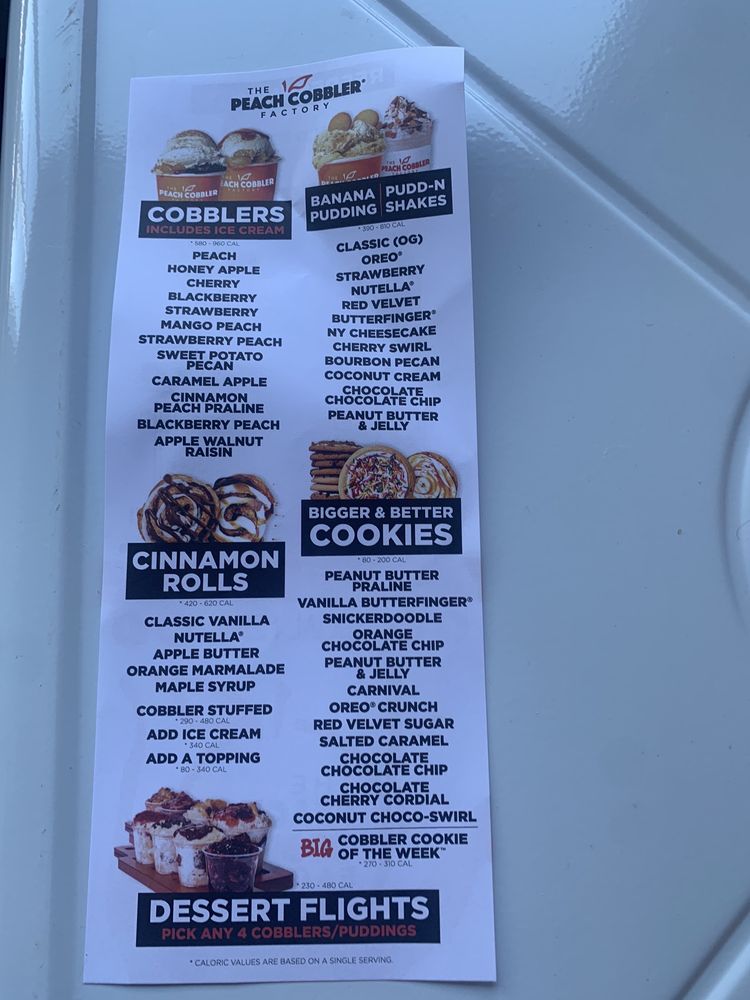 THE
PEACH COBBLER®
FACTORY
COBBLERS
INCLUDES ICE CREAM
* 580 - 960 CAL
PEACH
HONEY APPLE
CHERRY
BLACKBERRY
STRAWBERRY
MANGO PEACH
STRAWBERRY PEACH
SWEET POTATO
PECAN
CARAMEL APPLE
CINNAMON
PEACH PRALINE
BLACKBERRY PEACH
APPLE WALNUT
RAISIN
BANANA
PUDDING
PUDD-N
SHAKES
* 390 - 810 CAL
CLASSIC (OG)
OREO®
STRAWBERRY
NUTELLA®
RED VELVET
BUTTERFINGER®
NY CHEESECAKE
CHERRY SWIRL
BOURBON PECAN
COCONUT CREAM
CHOCOLATE
CHOCOLATE CHIP
PEANUT BUTTER
& JELLY
CINNAMON
ROLLS
* 420 - 620 CAL
CLASSIC VANILLA
NUTELLA®
APPLE BUTTER
ORANGE MARMALADE
MAPLE SYRUP
COBBLER STUFFED
* 290 - 480 CAL
ADD ICE CREAM
* 340 CAL
ADD A TOPPING
* 80 - 340 CAL
BIGGER & BETTER
COOKIES
* 80 - 200 CAL
PEANUT BUTTER
PRALINE
VANILLA BUTTERFINGER®
SNICKERDOODLE
ORANGE
CHOCOLATE CHIP
PEANUT BUTTER
& JELLY
CARNIVAL
OREO® CRUNCH
RED VELVET SUGAR
SALTED CARAMEL
CHOCOLATE
CHOCOLATE CHIP
CHOCOLATE
CHERRY CORDIAL
COCONUT CHOCO-SWIRL
BIG COBBLER COOKIE
OF THE WEEK™
* 270 - 310 CAL
* 230 - 480 CAL
DESSERT FLIGHTS
PICK ANY 4 COBBLERS/PUDDINGS
* CALORIC VALUES ARE BASED ON A SINGLE SERVING.